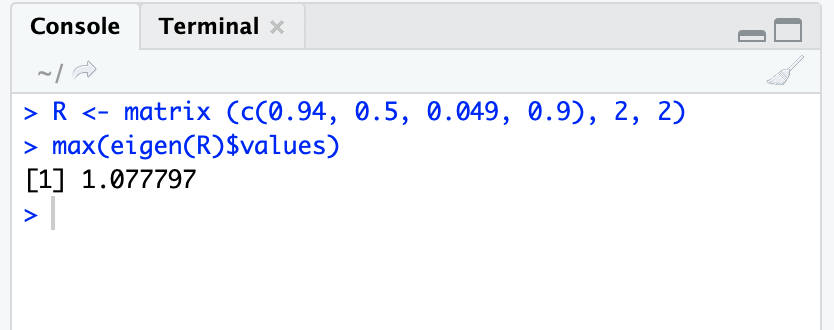 Console Terminal ×
~/
> R <- matrix (c(0.94, 0.5, 0.049, 0.9), 2, 2)
> max(eigen(R)$values)
[1] 1.077797
>